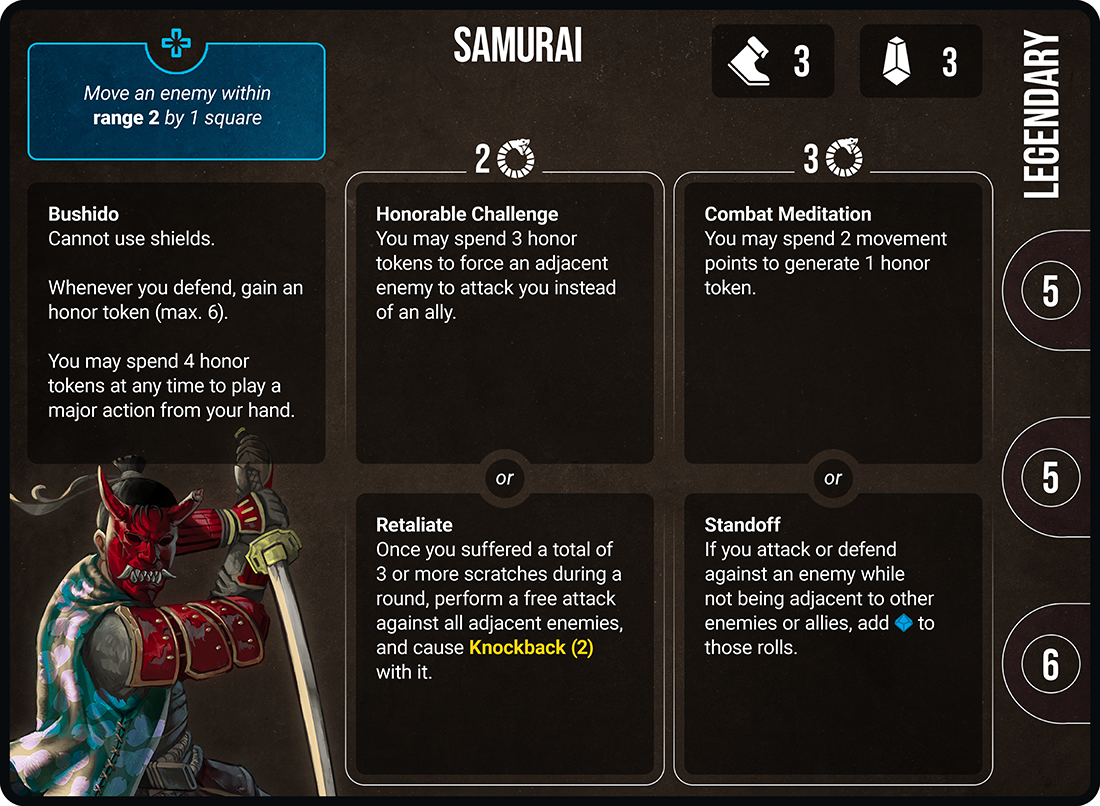 SAMURAI
3
3
LEGENDARY
Move an enemy within
range 2 by 1 square
Bushido
Cannot use shields.
Whenever you defend, gain an
honor token (max. 6).
You may spend 4 honor
tokens at any time to play a
major action from your hand.
2
Honorable Challenge
You may spend 3 honor
tokens to force an adjacent
enemy to attack you instead
of an ally.
or
Retaliate
Once you suffered a total of
3 or more scratches during a
round, perform a free attack
against all adjacent enemies,
and cause Knockback (2)
with it.
3
Combat Meditation
You may spend 2 movement
points to generate 1 honor
token.
or
Standoff
If you attack or defend
against an enemy while
not being adjacent to other
enemies or allies, add to
those rolls.
5
5
6